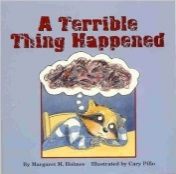 A Terrible
Thing Happened
By Margaret M. Holmes Illustrated by Cary Pillo